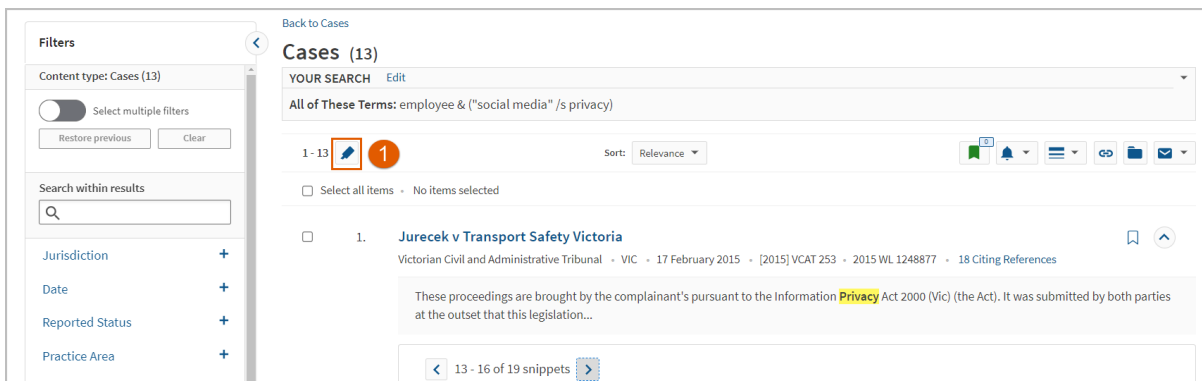 Back to Cases
Filters
Cases (13)
Content type: Cases (13)
YOUR SEARCH Edit
Select multiple filters
All of These Terms: employee & ("social media" /s privacy)
Restore previous Clear
1 - 13 1 Sort: Relevance 0
Search within results
Select all items • No items selected
Jurisdiction +
1. Jurecek v Transport Safety Victoria
Victorian Civil and Administrative Tribunal • VIC • 17 February 2015 • [2015] VCAT 253 • 2015 WL 1248877 • 18 Citing References
Date +
These proceedings are brought by the complainant's pursuant to the Information Privacy Act 2000 (Vic) (the Act). It was submitted by both parties
at the outset that this legislation...
Reported Status +
Practice Area +
13 - 16 of 19 snippets